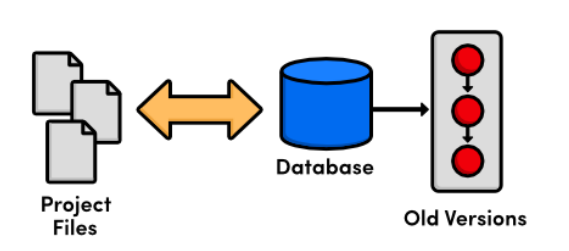 Database
Project
Files
Old Versions